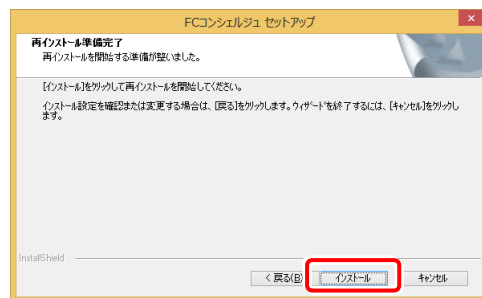 FCコンシェルジュ セットアップ
再インストール準備完了
再インストールを開始する準備が整いました。
[インストール]をクリックして再インストールを開始してください。
インストール設定を確認または変更する場合は、[戻る]をクリックします。ウィザードを終了するには、[キャンセル]をクリックし
ます。
InstallShield
< 戻る(B)
インストール
キャンセル